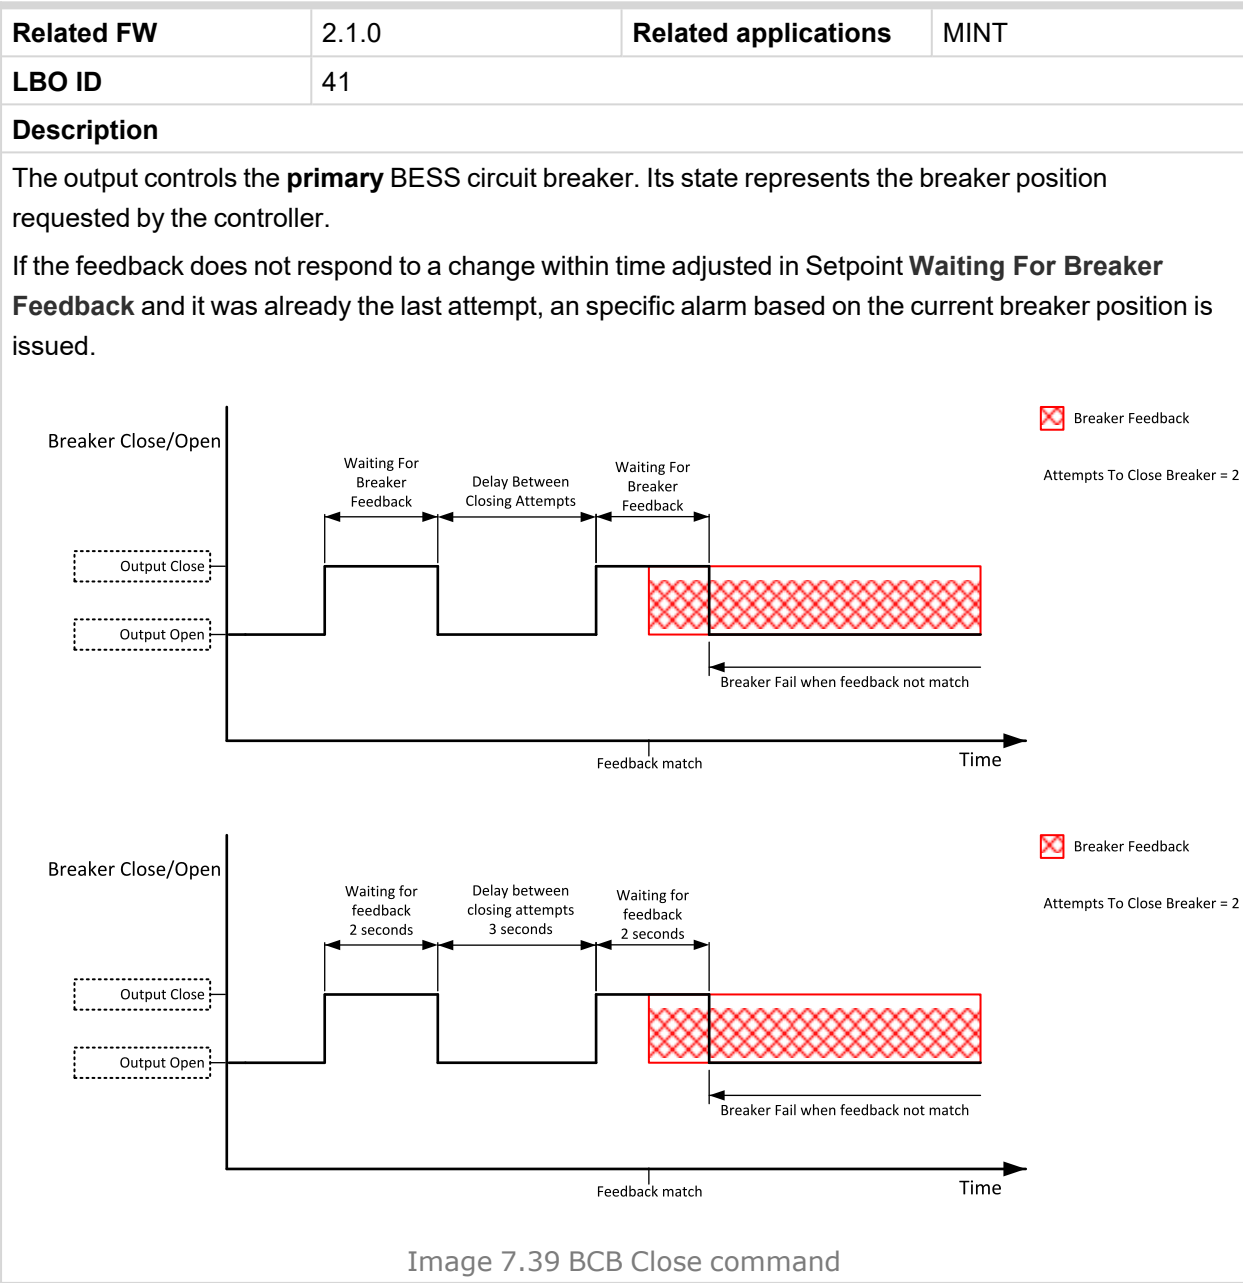 Related FW 2.1.0 Related applications MINT
LBO ID 41
Description
The output controls the primary BESS circuit breaker. Its state represents the breaker position
requested by the controller.
If the feedback does not respond to a change within time adjusted in Setpoint Waiting For Breaker
Feedback and it was already the last attempt, an specific alarm based on the current breaker position is
issued.
Breaker Close/Open
Waiting For
Breaker
Feedback
Delay Between
Closing Attempts
Waiting For
Breaker
Feedback
Breaker Feedback
Attempts To Close Breaker = 2
Output Close
Output Open
Breaker Fail when feedback not match
Feedback match
Time
Breaker Close/Open
Waiting for
feedback
2 seconds
Delay between
closing attempts
3 seconds
Waiting for
feedback
2 seconds
Breaker Feedback
Attempts To Close Breaker = 2
Output Close
Output Open
Breaker Fail when feedback not match
Feedback match
Time
Image 7.39 BCB Close command